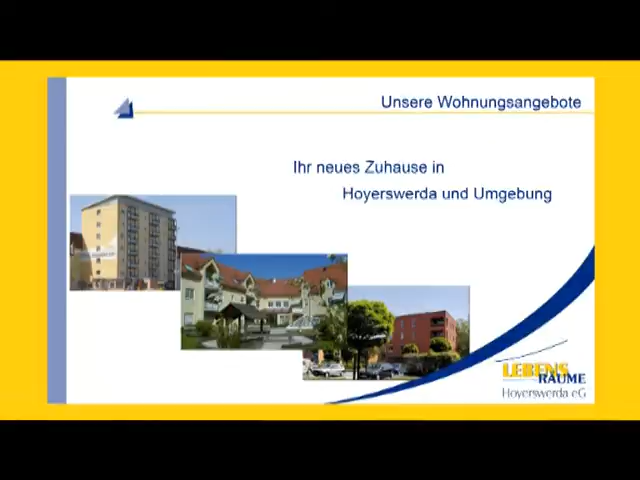 Unsere Wohnungsangebote
Ihr neues Zuhause in
Hoyerswerda und Umgebung
LEBENS
RÄUME
Hoyerswerda eG